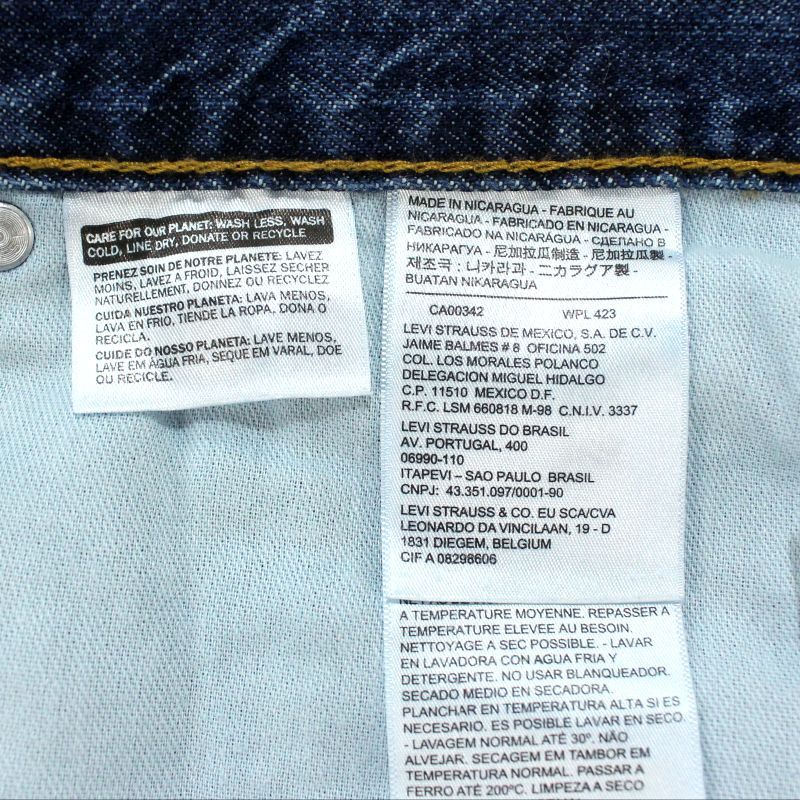 CARE FOR OUR PLANET: WASH LESS, WASH
COLD, LINE DRY, DONATE OR RECYCLE
PRENEZ SOIN DE NOTRE PLANETE: LAVEZ
MOINS, LAVEZ A FROID, LAISSEZ SECHER
NATURELLEMENT, DONNEZ OU RECYCLEZ
CUIDA NUESTRO PLANETA: LAVA MENOS,
LAVA EN FRIO, TIENDE LA ROPA, DONA O
RECICLA.
CUIDE DO NOSSO PLANETA: LAVE MENOS,
LAVE EM ÁGUA FRIA, SEQUE EM VARAL, DOE
OU RECICLE.
MADE IN NICARAGUA - FABRIQUE AU
NICARAGUA - FABRICADO EN NICARAGUA -
FABRICADO NA NICARÁGUA - СДЕЛАНО В
НИКАРАГУА - 尼加拉瓜制造 - 尼加拉瓜製
제조국 : 니카라과 - ニカラグア製 -
BUATAN NIKARAGUA
CA00342 WPL 423
LEVI STRAUSS DE MEXICO, S.A. DE C.V.
JAIME BALMES # 8 OFICINA 502
COL. LOS MORALES POLANCO
DELEGACION MIGUEL HIDALGO
C.P. 11510 MEXICO D.F.
R.F.C. LSM 660818 M-98 C.N.I.V. 3337
LEVI STRAUSS DO BRASIL
AV. PORTUGAL, 400
06990-110
ITAPEVI – SAO PAULO BRASIL
CNPJ: 43.351.097/0001-90
LEVI STRAUSS & CO. EU SCA/CVA
LEONARDO DA VINCILAAN, 19 - D
1831 DIEGEM, BELGIUM
CIF A 08298606
A TEMPERATURE MOYENNE. REPASSER A
TEMPERATURE ELEVEE AU BESOIN.
NETTOYAGE A SEC POSSIBLE. - LAVAR
EN LAVADORA CON AGUA FRIA Y
DETERGENTE. NO USAR BLANQUEADOR.
SECADO MEDIO EN SECADORA.
PLANCHAR EN TEMPERATURA ALTA SI ES
NECESARIO. ES POSIBLE LAVAR EN SECO.
- LAVAGEM NORMAL ATÉ 30º. NÃO
ALVEJAR. SECAGEM EM TAMBOR EM
TEMPERATURA NORMAL. PASSAR A
FERRO ATÉ 200ºC. LIMPEZA A SECO